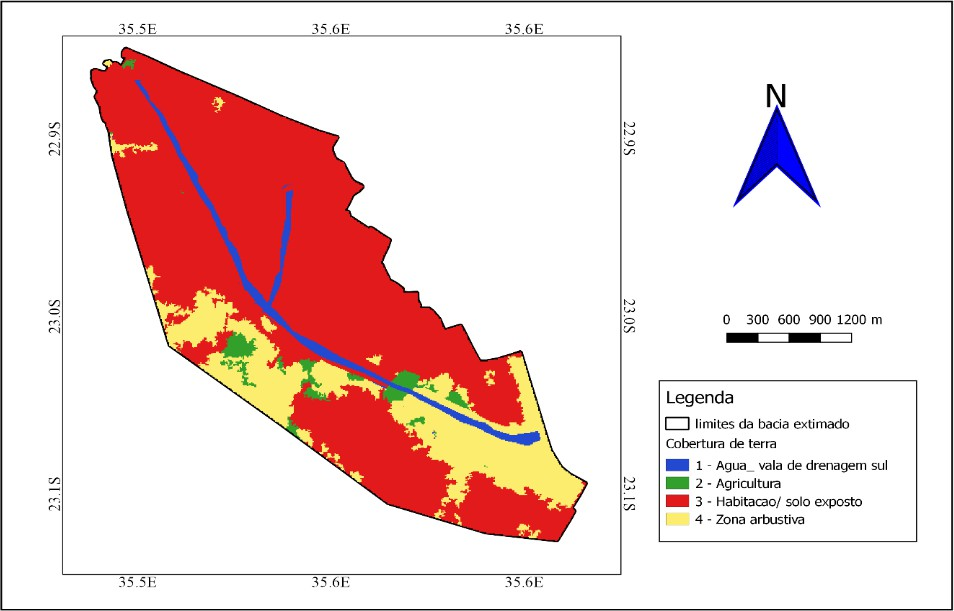 35.5E 35.6E 35.6E
N
22.9S 22.9S
23.0S 23.0S
0 300 600 900 1200 m
Legenda
limites da bacia extimado
Cobertura de terra
1 - Agua_ vala de drenagem sul
2 - Agricultura
3 - Habitacao/ solo exposto
4 - Zona arbustiva
23.1S 23.1S
35.5E 35.6E 35.6E